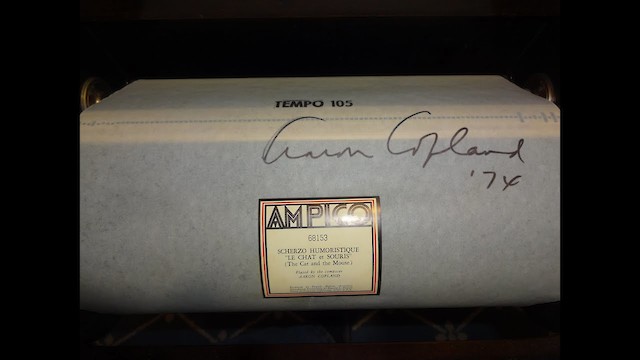 TEMPO 105
Aaron Copland
'74
AMPICO
68153
SCHERZO HUMORISTIQUE
"LE CHAT et SOURIS"
(The Cat and the Mouse)
Played by the composer
AARON COPLAND